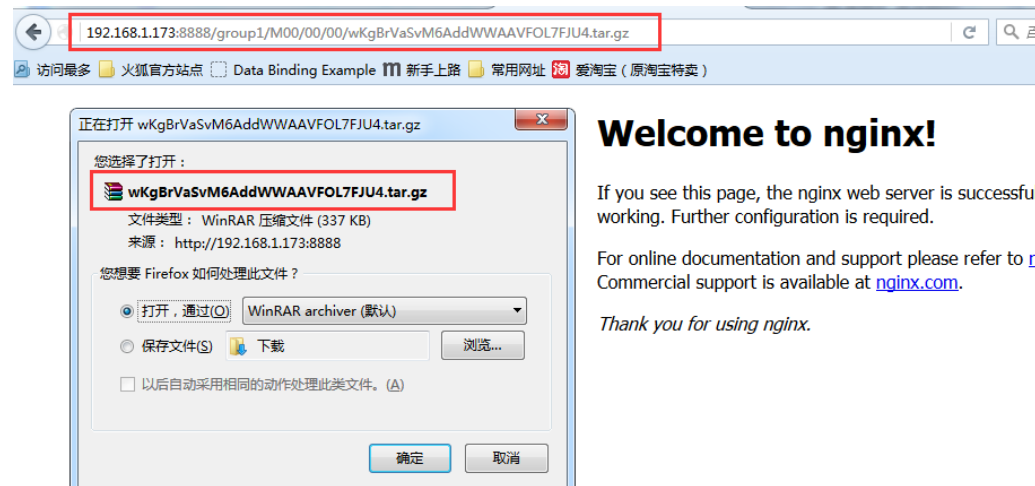 192.168.1.173:8888/group1/M00/00/00/wKgBrVaSvM6AddWWAAVFOL7FJU4.tar.gz
访问最多 火狐官方站点 Data Binding Example 新手上路 常用网址 淘 爱淘宝（原淘宝特卖）
正在打开 wKgBrVaSvM6AddWWAAVFOL7FJU4.tar.gz
您选择了打开：
wKgBrVaSvM6AddWWAAVFOL7FJU4.tar.gz
文件类型： WinRAR 压缩文件 (337 KB)
来源： http://192.168.1.173:8888
您想要 Firefox 如何处理此文件？
打开，通过(O) WinRAR archiver (默认)
保存文件(S) 下载 浏览...
以后自动采用相同的动作处理此类文件。(A)
确定 取消
Welcome to nginx!
If you see this page, the nginx web server is successfu
working. Further configuration is required.
For online documentation and support please refer to n
Commercial support is available at nginx.com.
Thank you for using nginx.